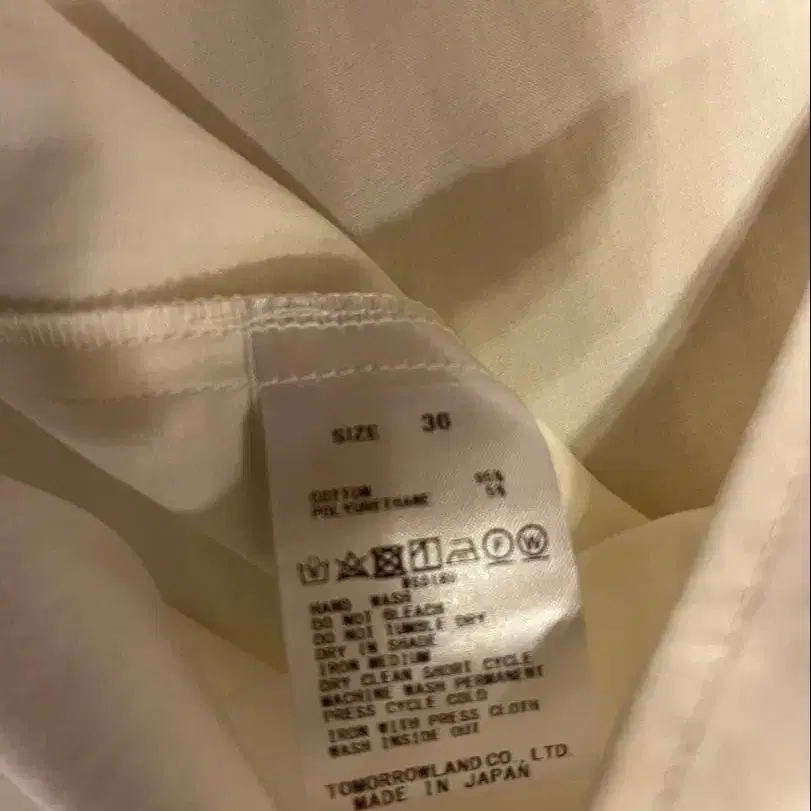 SIZE 36
COTTON 95%
POLYURETHANE 5%
F W
HAND WASH
DO NOT BLEACH
DO NOT TUMBLE DRY
DRY IN SHADE
IRON MEDIUM
DRY CLEAN SHORT CYCLE
MACHINE WASH PERMANENT
PRESS CYCLE COLD
IRON WITH PRESS CLOTH
WASH INSIDE OUT
TOMORROWLAND CO., LTD.
MADE IN JAPAN